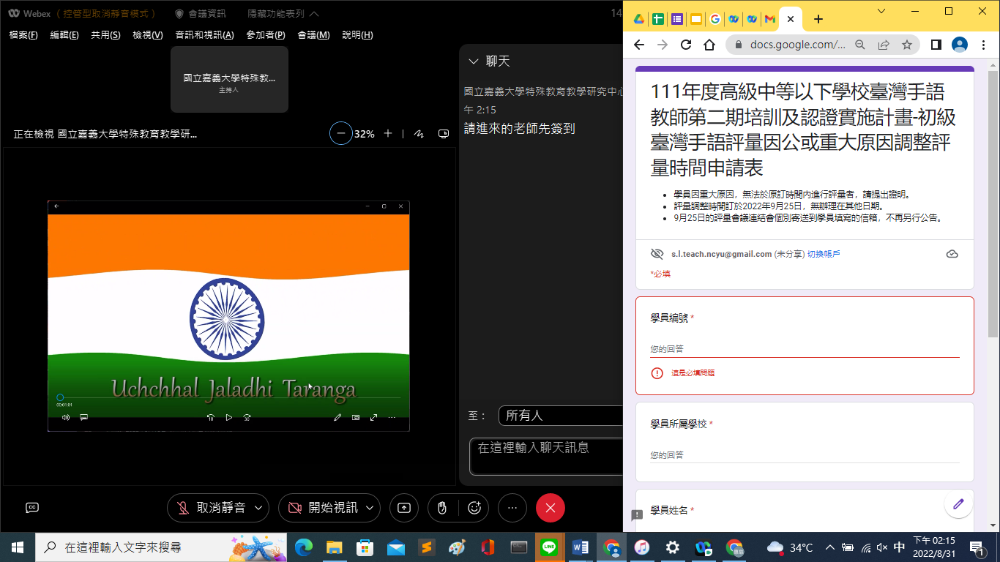 Webex （控管型取消靜音模式） 會議資訊 隱藏功能表列
檔案(F) 編輯(E) 共用(S) 檢視(V) 音訊和視訊(A) 參加者(P) 會議(M) 說明(H)
國立嘉義大學特殊教...
主持人
正在檢視 國立嘉義大學特殊教育教學研...
32%
Uchchhal Jaladhi Taranga
00:01:01
10
30
聊天
國立嘉義大學特殊教育教學研究中心
午 2:15
請進來的老師先簽到
至：
所有人
在這裡輸入聊天訊息
取消靜音
開始視訊
docs.google.com/...
111年度高級中等以下學校臺灣手語
教師第二期培訓及認證實施計畫-初級
臺灣手語評量因公或重大原因調整評
量時間申請表
學員因重大原因，無法於原訂時間內進行評量者，請提出證明。
評量調整時間訂於2022年9月25日，無辦理在其他日期。
9月25日的評量會議連結會個別寄送到學員填寫的信箱，不再另行公告。
s.l.teach.ncyu@gmail.com (未分享) 切換帳戶
*必填
學員編號 *
您的回答
這是必填問題
學員所屬學校 *
您的回答
學員姓名 *
在這裡輸入文字來搜尋
LINE
34°C
中
下午 02:15
2022/8/31
1